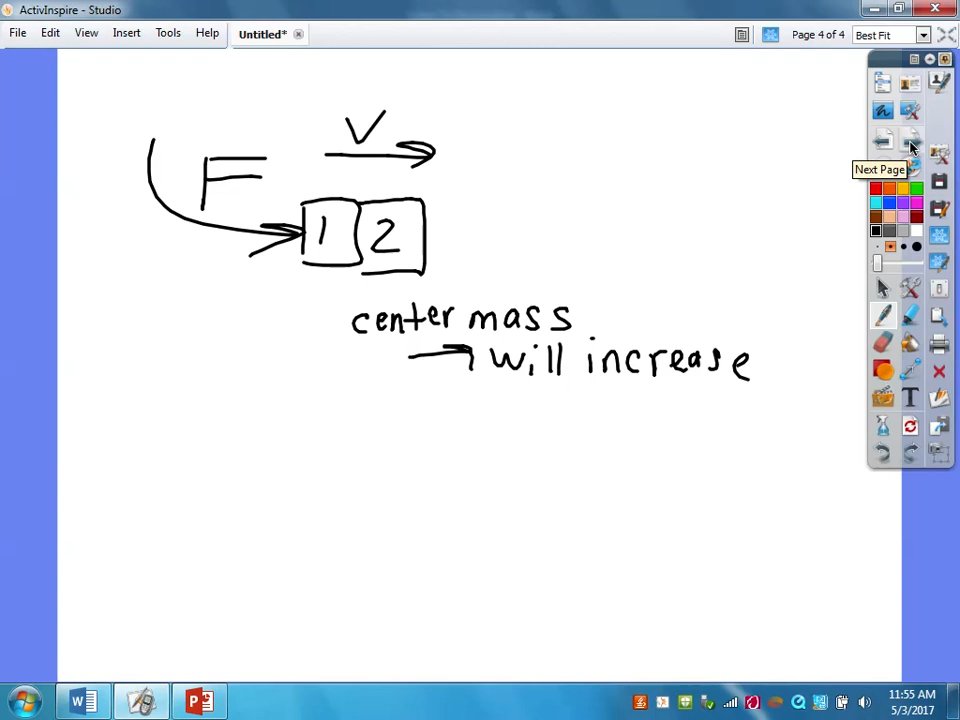 ActivInspire - Studio
File Edit View Insert Tools Help Untitled* Page 4 of 4 Best Fit
Next Page
V
F
1 2
center mass
will increase
11:55 AM
5/3/2017